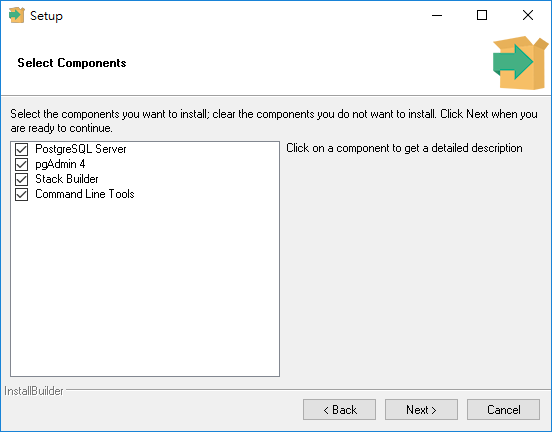 Setup
Select Components
Select the components you want to install; clear the components you do not want to install. Click Next when you
are ready to continue.
PostgreSQL Server
pgAdmin 4
Stack Builder
Command Line Tools
Click on a component to get a detailed description
InstallBuilder
< Back
Next >
Cancel